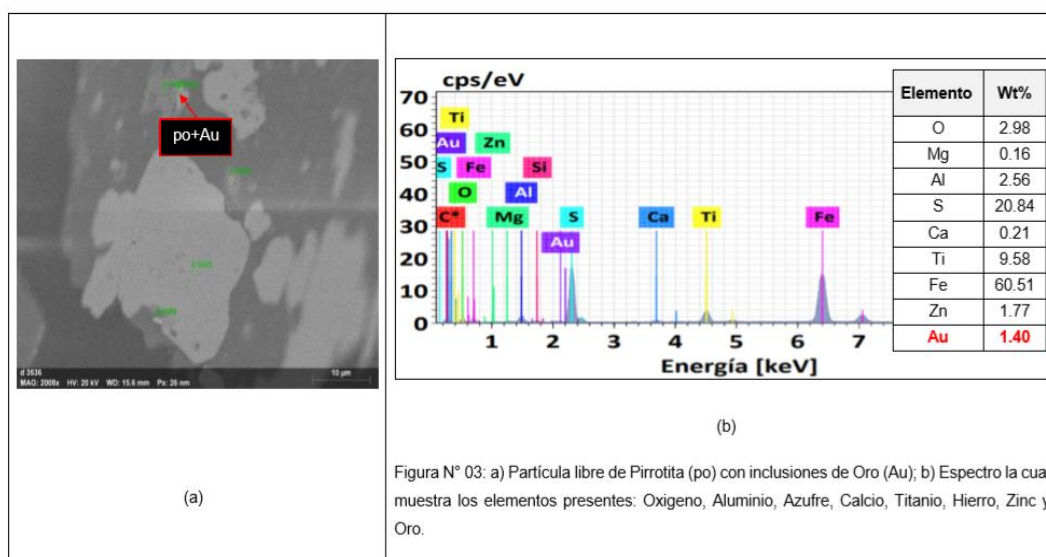 po+Au
d 3536
MAG: 2008x HV: 20 kV WD: 15.6 mm Px: 26 nm
10 µm
(a)
cps/eV
70
60
50
40
30
20
10
0
Ti
Au Zn
S Fe Si
O Al
C* Mg S Ca Ti Fe
Au
1 2 3 4 5 6 7
Energía [keV]
Elemento Wt%
O 2.98
Mg 0.16
Al 2.56
S 20.84
Ca 0.21
Ti 9.58
Fe 60.51
Zn 1.77
Au 1.40
(b)
Figura N° 03: a) Partícula libre de Pirrotita (po) con inclusiones de Oro (Au); b) Espectro la cua
muestra los elementos presentes: Oxigeno, Aluminio, Azufre, Calcio, Titanio, Hierro, Zinc y
Oro.